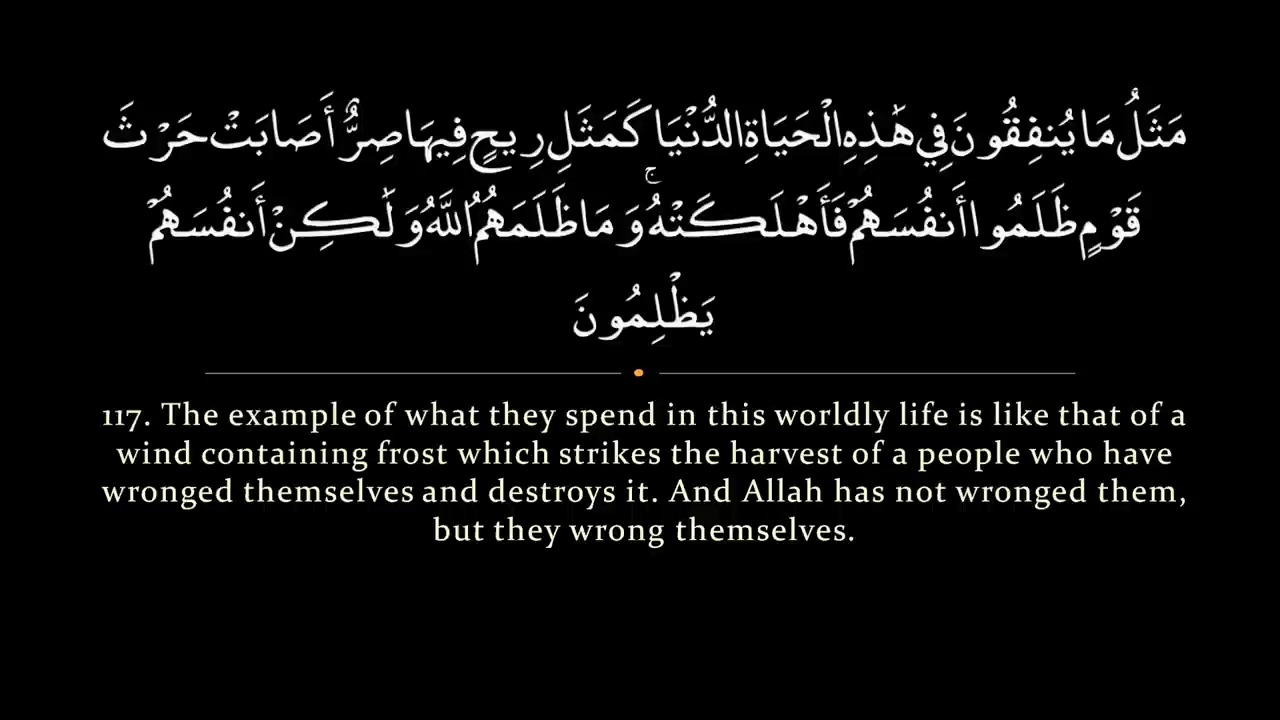 مَثَلُ مَا يُنفِقُونَ فِي هَٰذِهِ الْحَيَاةِ الدُّنْيَا كَمَثَلِ رِيحٍ فِيهَا صِرٌّ أَصَابَتْ حَرْثَ
قَوْمٍ ظَلَمُوا أَنفُسَهُمْ فَأَهْلَكَتْهُ ۚ وَمَا ظَلَمَهُمُ اللَّهُ وَلَٰكِنْ أَنفُسَهُمْ
يَظْلِمُونَ
117. The example of what they spend in this worldly life is like that of a
wind containing frost which strikes the harvest of a people who have
wronged themselves and destroys it. And Allah has not wronged them,
but they wrong themselves.